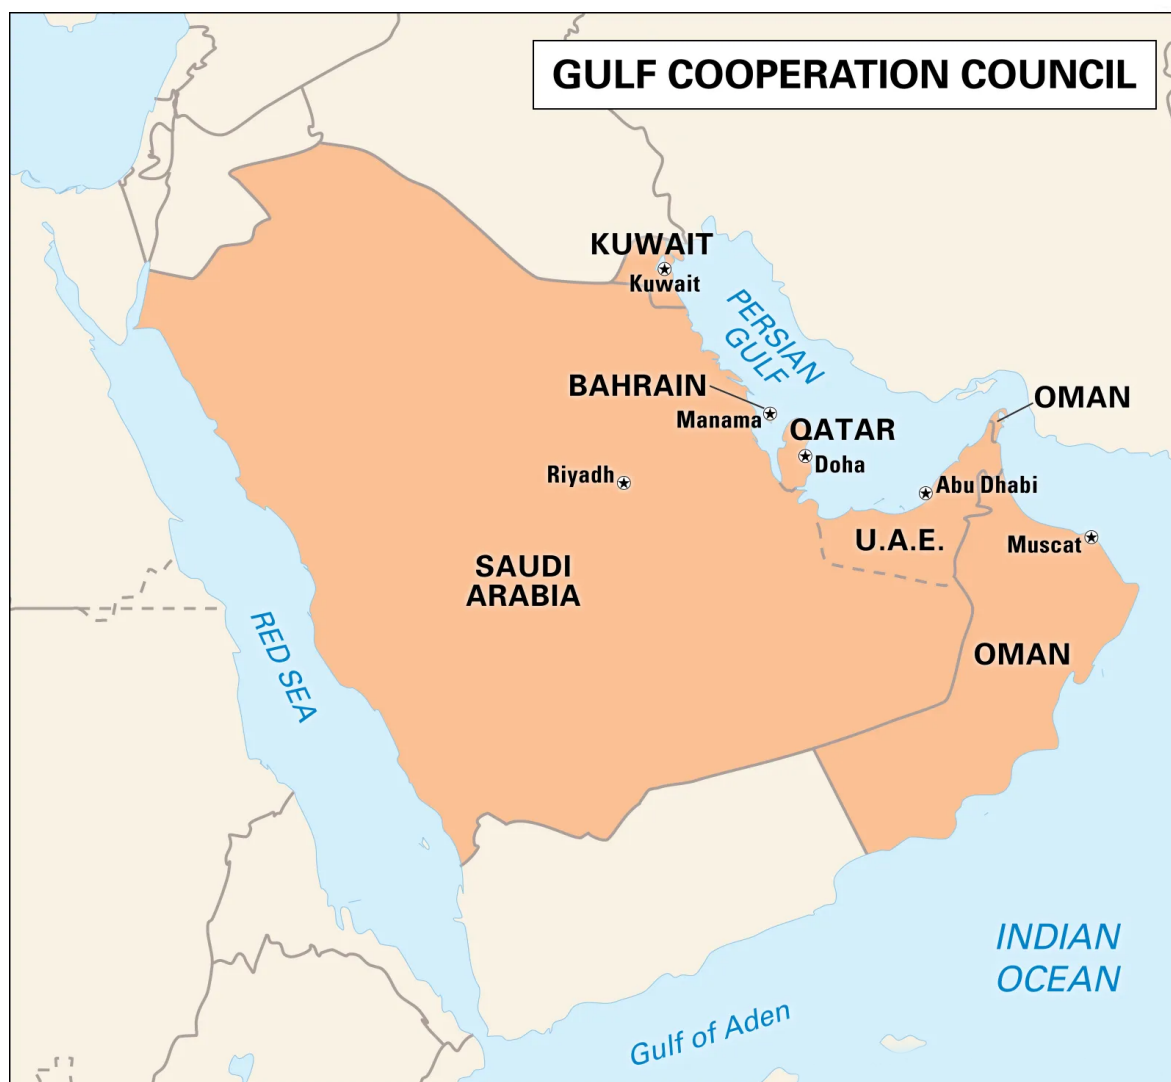 GULF COOPERATION COUNCIL
KUWAIT
Kuwait
PERSIAN
GULF
BAHRAIN
Manama
OMAN
QATAR
Doha
Riyadh
Abu Dhabi
U.A.E.
Muscat
SAUDI
ARABIA
RED SEA
OMAN
INDIAN
OCEAN
Gulf of Aden